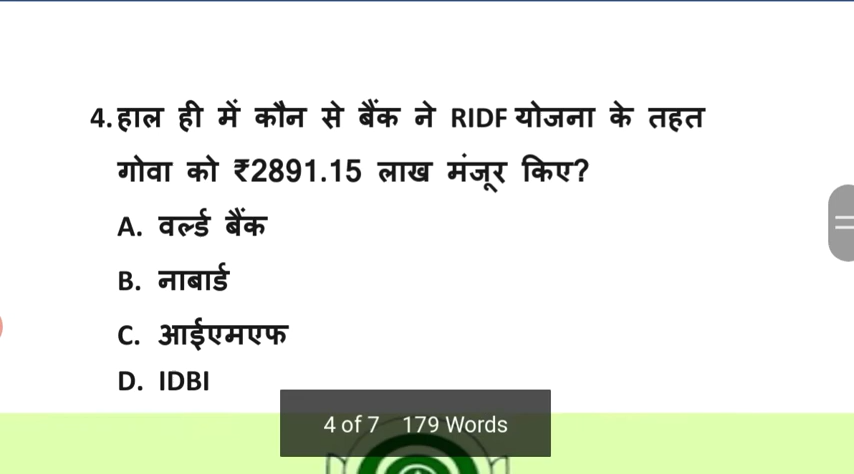 4. हाल ही में कौन से बैंक ने RIDF योजना के तहत
गोवा को ₹2891.15 लाख मंजूर किए?
A. वर्ल्ड बैंक
B. नाबार्ड
C. आईएमएफ
D. IDBI
4 of 7 179 Words